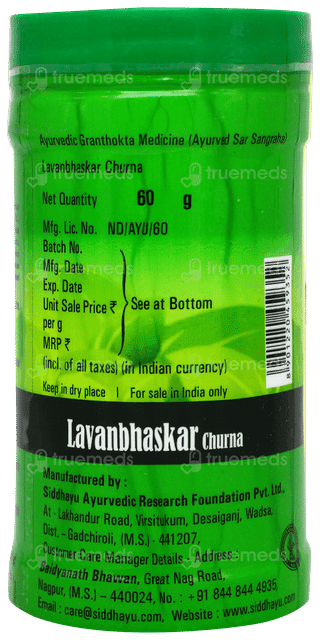 Ayurvedic Granthokta Medicine (Ayurved Sar Sangraha)
Lavanbhaskar Churna
Net Quantity 60 g
Mfg. Lic. No. ND/AYU/60
Batch No.
Mfg. Date
Exp. Date
Unit Sale Price ₹ See at Bottom
per g
MRP ₹
(incl. of all taxes) (in Indian currency)
Keep in dry place | For sale in India only
8901220459352
Lavanbhaskar Churna
Manufactured by :
Siddhayu Ayurvedic Research Foundation Pvt. Ltd.,
At - Lakhandur Road, Virsitukum, Desaiganj, Wadsa,
Dist. - Gadchiroli, (M.S.) - 441207,
Customer Care Manager Details - Address :
Baidyanath Bhawan, Great Nag Road,
Nagpur, (M.S.) – 440024, No. : +91 844 844 4935,
Email : care@siddhayu.com, Website : www.siddhayu.com
truemeds